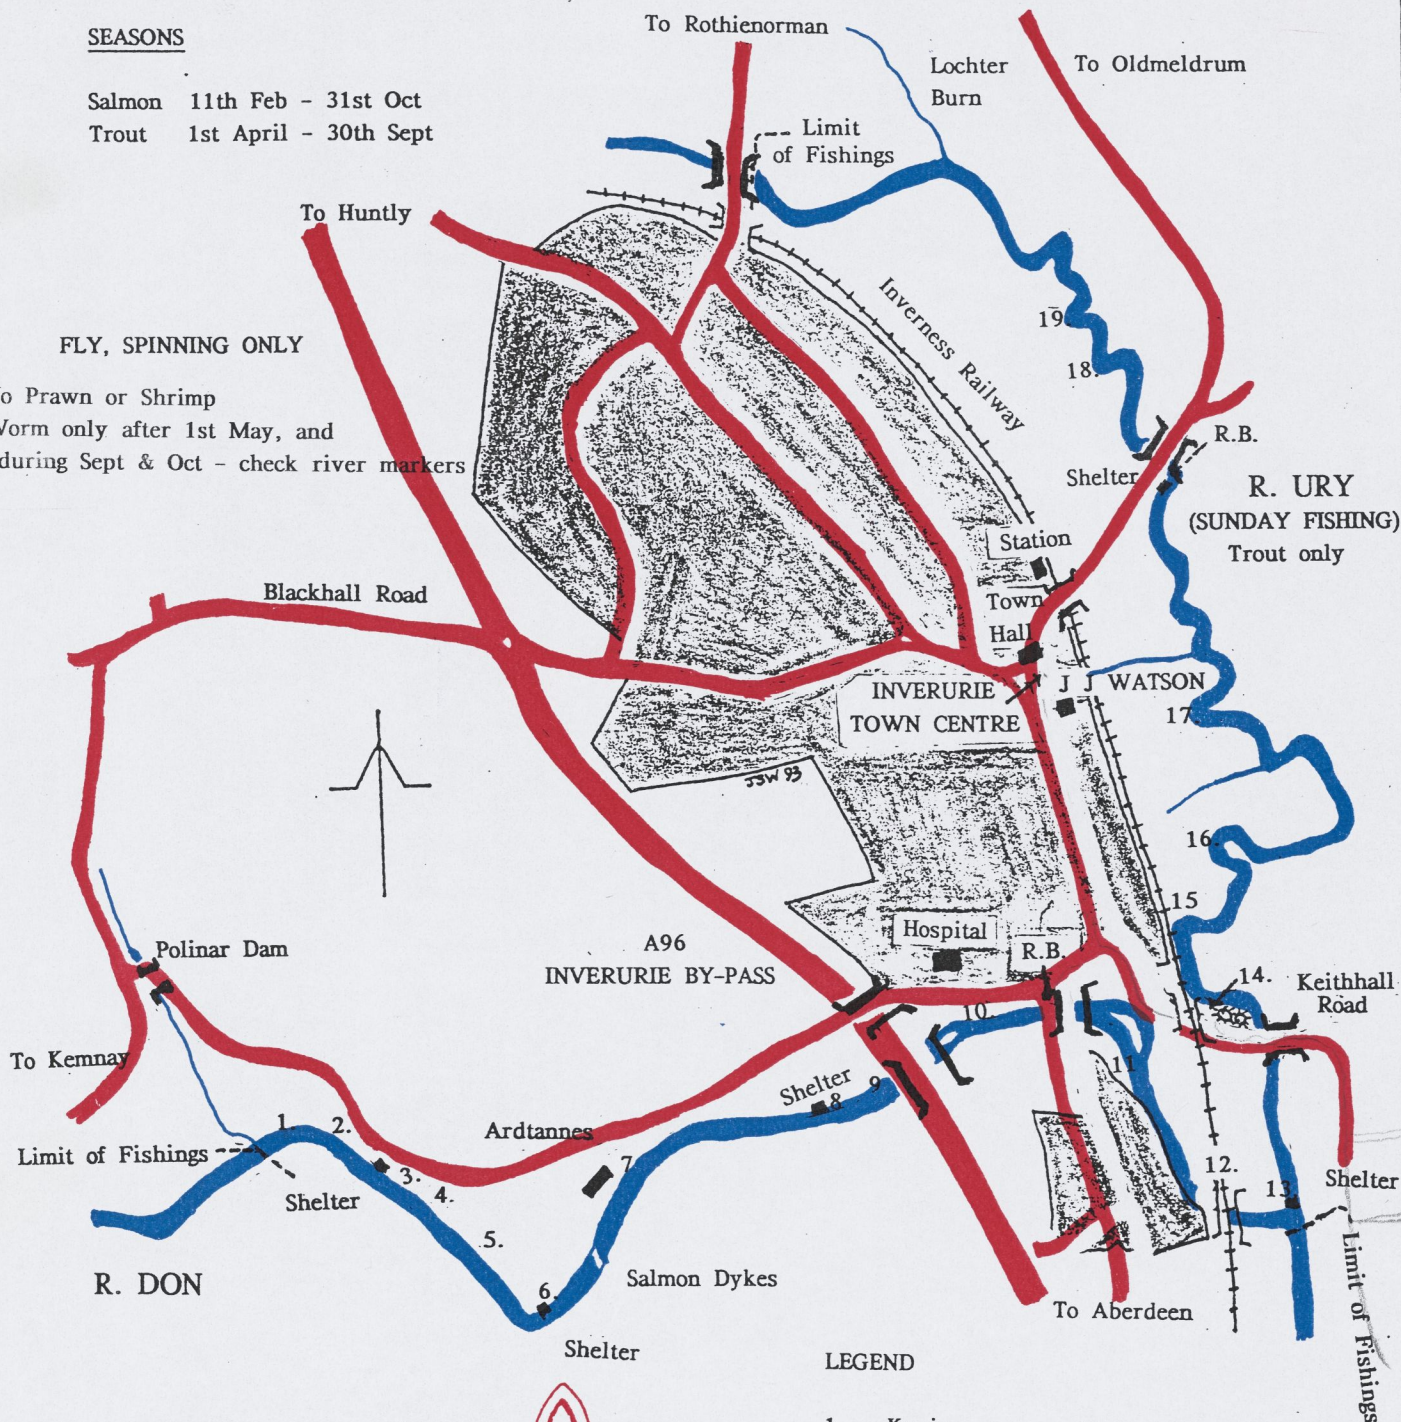 SEASONS
Salmon 11th Feb - 31st Oct
Trout 1st April - 30th Sept
To Rothienorman
Lochter
Burn
To Oldmeldrum
Limit
of Fishings
To Huntly
FLY, SPINNING ONLY
o Prawn or Shrimp
Worm only after 1st May, and
during Sept & Oct - check river markers
Inverness Railway
19.
18.
R.B.
Shelter
R. URY
(SUNDAY FISHING)
Trout only
Station
Town
Hall
Blackhall Road
INVERURIE
TOWN CENTRE
J J WATSON
17.
JJW 93
16.
15
Hospital
R.B.
A96
INVERURIE BY-PASS
Polinar Dam
14.
Keithhall
Road
10.
To Kemnay
11
Shelter
8
9
1.
2.
Ardtannes
Limit of Fishings
3.
4.
7
12.
13.
Shelter
Shelter
5.
R. DON
6.
Salmon Dykes
To Aberdeen
Limit of Fishings
Shelter
LEGEND